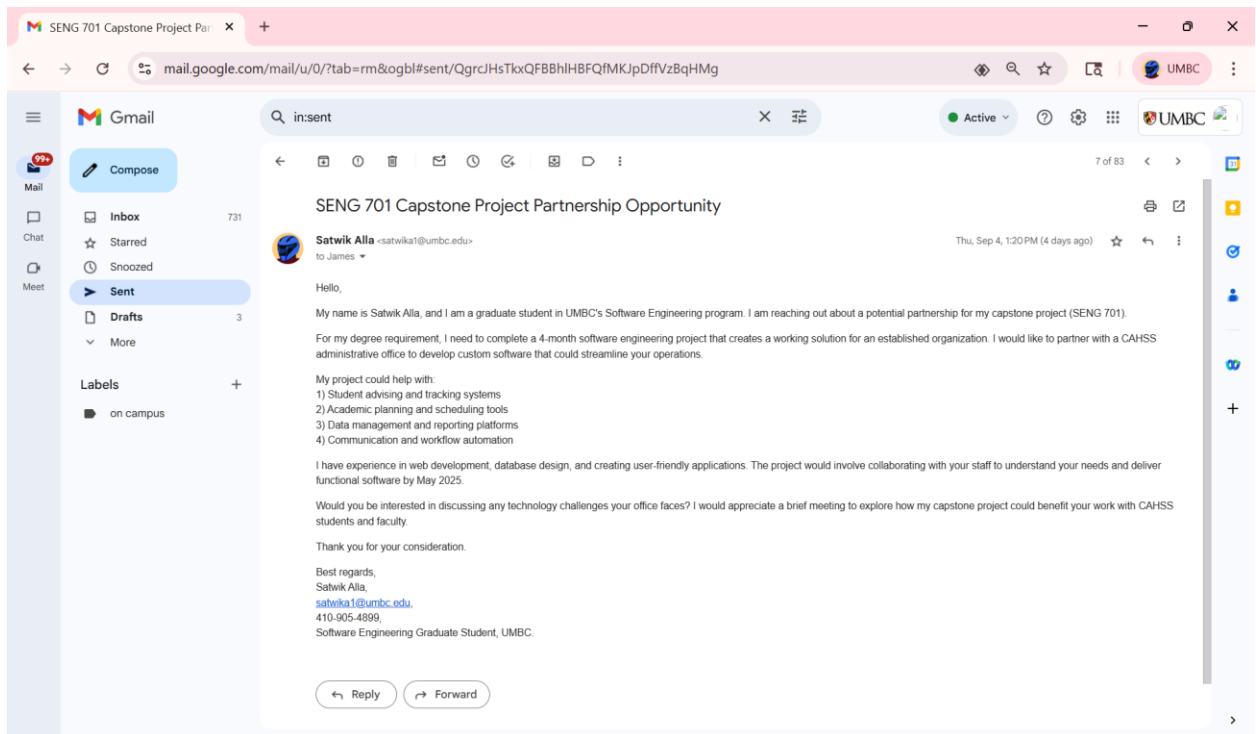 SENG 701 Capstone Project Par
mail.google.com/mail/u/0/?tab=rm&ogbl#sent/QgrcJHsTkxQFBBhlHBFQfMKJpDffVzBqHMg
UMBC
Gmail
in:sent
Active
UMBC
99+
Mail
Chat
Meet
Compose
Inbox 731
Starred
Snoozed
Sent
Drafts 3
More
Labels
on campus
7 of 83
31
SENG 701 Capstone Project Partnership Opportunity
Satwik Alla <satwika1@umbc.edu>
Thu, Sep 4, 1:20 PM (4 days ago)
to James
Hello,
My name is Satwik Alla, and I am a graduate student in UMBC's Software Engineering program. I am reaching out about a potential partnership for my capstone project (SENG 701).
For my degree requirement, I need to complete a 4-month software engineering project that creates a working solution for an established organization. I would like to partner with a CAHSS
administrative office to develop custom software that could streamline your operations.
My project could help with:
1) Student advising and tracking systems
2) Academic planning and scheduling tools
3) Data management and reporting platforms
4) Communication and workflow automation
I have experience in web development, database design, and creating user-friendly applications. The project would involve collaborating with your staff to understand your needs and deliver
functional software by May 2025.
Would you be interested in discussing any technology challenges your office faces? I would appreciate a brief meeting to explore how my capstone project could benefit your work with CAHSS
students and faculty.
Thank you for your consideration.
Best regards,
Satwik Alla,
satwika1@umbc.edu,
410-905-4899,
Software Engineering Graduate Student, UMBC.
Reply
Forward